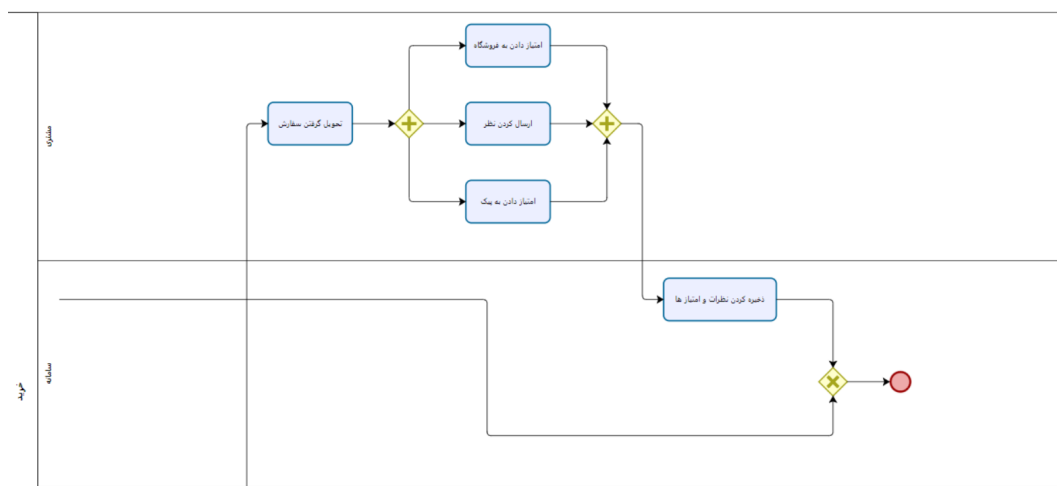 امتیاز دادن به فروشگاه
تحویل گرفتن سفارش
ارسال کردن نظر
مشتری
امتیاز دادن به پیک
ذخیره کردن نظرات و امتیاز ها
سامانه
خرید